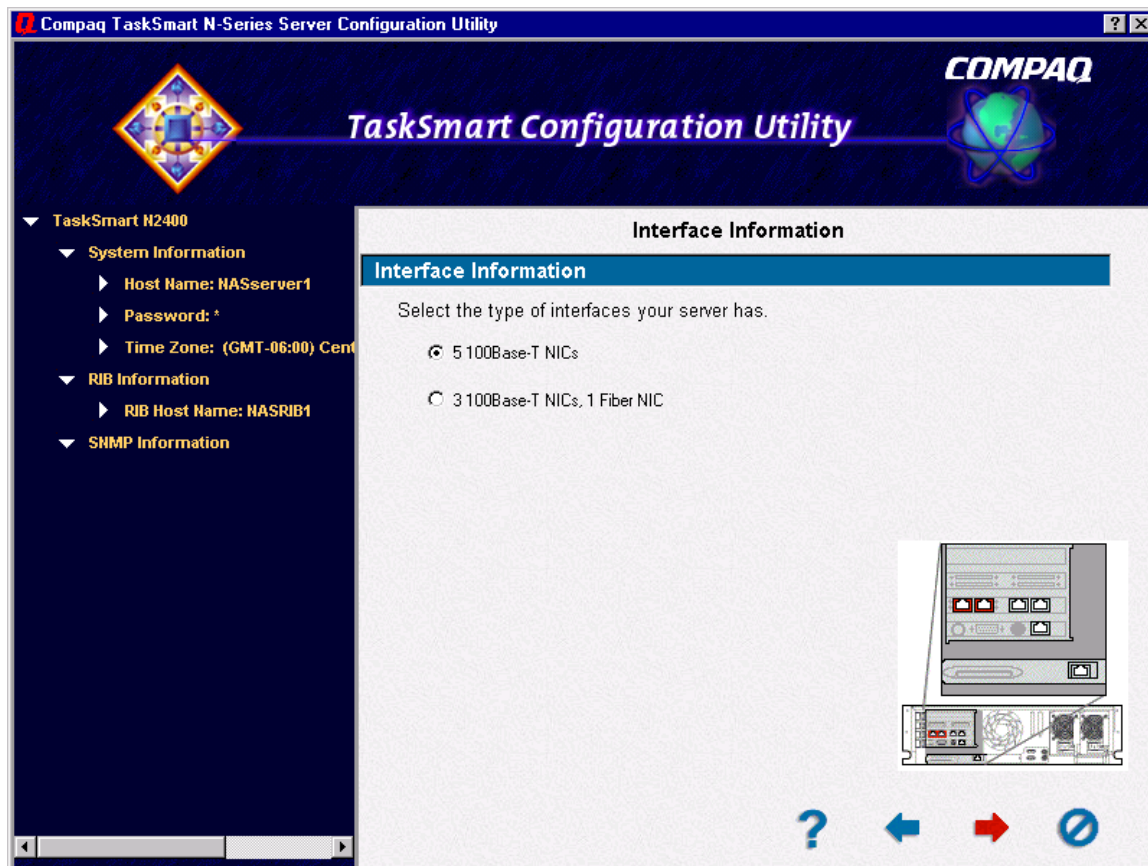 Compaq TaskSmart N-Series Server Configuration Utility
COMPAQ
TaskSmart Configuration Utility
TaskSmart N2400
System Information
Host Name: NASserver1
Password: *
Time Zone: (GMT-06:00) Cent
RIB Information
RIB Host Name: NASRIB1
SNMP Information
Interface Information
Interface Information
Select the type of interfaces your server has.
5 100Base-T NICs
3 100Base-T NICs, 1 Fiber NIC